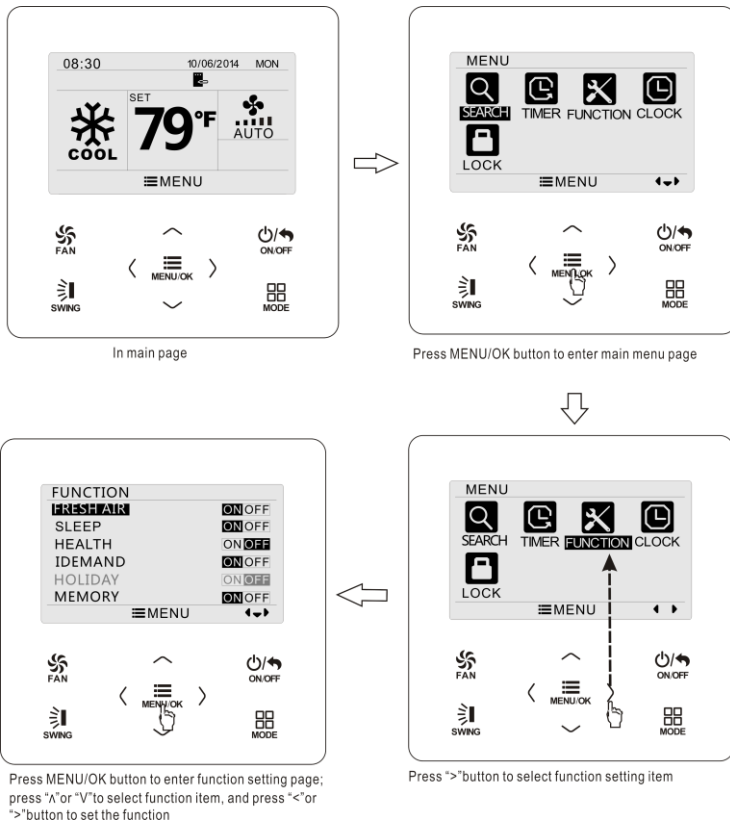 08:30 10/06/2014 MON
SET
79°F
COOL
AUTO
MENU
FAN
ON/OFF
MENU/OK
SWING
MODE
In main page
MENU
SEARCH TIMER FUNCTION CLOCK
LOCK
MENU
FAN
ON/OFF
MENU/OK
SWING
MODE
Press MENU/OK button to enter main menu page
MENU
SEARCH TIMER FUNCTION CLOCK
LOCK
MENU
FAN
ON/OFF
MENU/OK
SWING
MODE
Press ">"button to select function setting item
FUNCTION
FRESH AIR ON OFF
SLEEP ON OFF
HEALTH ON OFF
IDEMAND ON OFF
HOLIDAY ON OFF
MEMORY ON OFF
MENU
FAN
ON/OFF
MENU/OK
SWING
MODE
Press MENU/OK button to enter function setting page;
press "∧"or "V"to select function item, and press "<"or
">"button to set the function